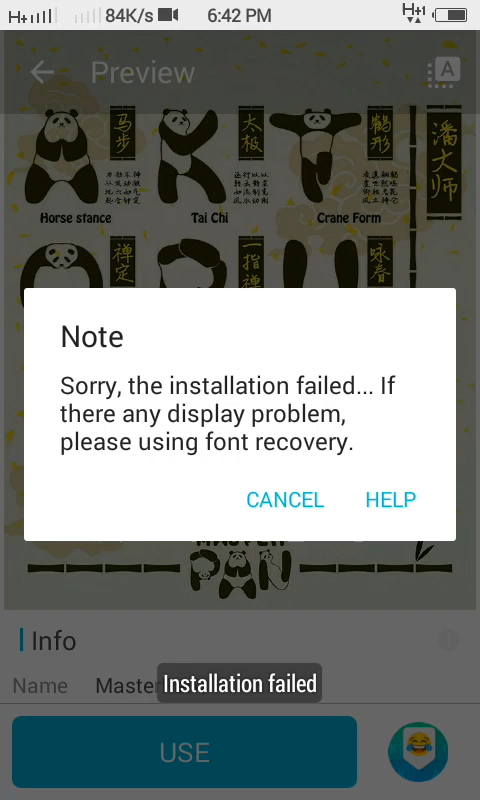 H+ 84K/s 6:42 PM H+1
Preview
A
马步
太极
鹤形
潘大师
Horse stance
Tai Chi
Crane Form
禅定
一指禅
咏春
Note
Sorry, the installation failed... If
there any display problem,
please using font recovery.
CANCEL HELP
PAN
Info
Name Master
Installation failed
USE